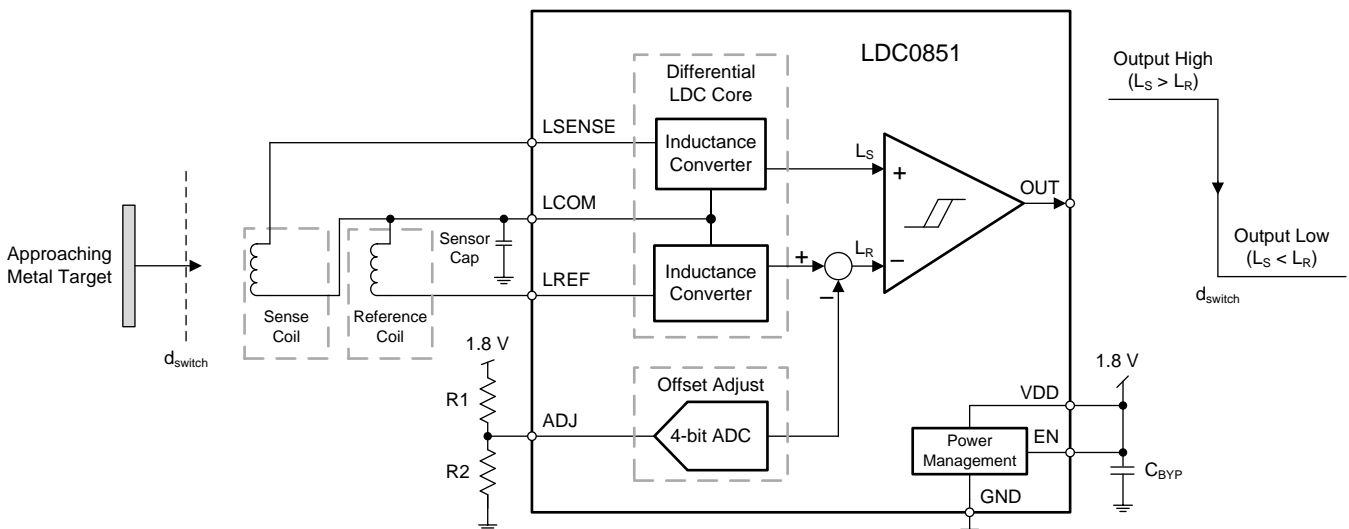 LDC0851
Output High
(LS > LR)
Differential
LDC Core
LSENSE
Inductance
Converter
LS
+
OUT
LCOM
Approaching
Metal Target
Sensor
Cap
LR
+
−
−
Output Low
(LS < LR)
LREF
Inductance
Converter
dswitch
Sense
Coil
Reference
Coil
dswitch
1.8 V
1.8 V
Offset Adjust
R1
VDD
ADJ
4-bit ADC
EN
Power
Management
R2
CBYP
GND